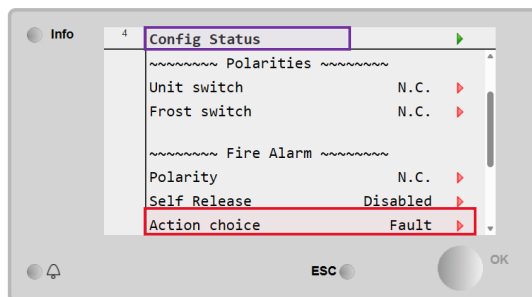 Info
4 Config Status
~~~~~~~~ Polarities ~~~~~~~~
Unit switch N.C.
Frost switch N.C.
~~~~~~~~ Fire Alarm ~~~~~~~~
Polarity N.C.
Self Release Disabled
Action choice Fault
ESC
OK